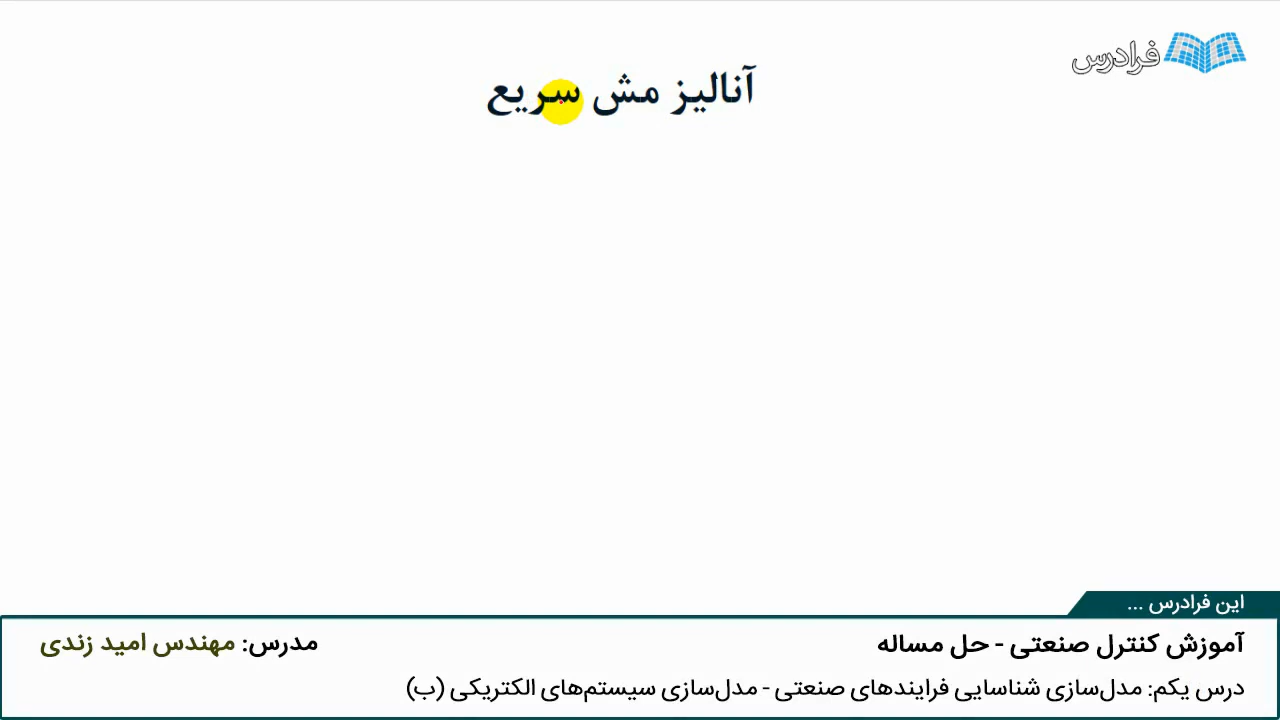 فرادرس
آنالیز مش سریع
این فرادرس ...
آموزش کنترل صنعتی - حل مساله
مدرس: مهندس امید زندی
درس یکم: مدل‌سازی شناسایی فرایندهای صنعتی - مدل‌سازی سیستم‌های الکتریکی (ب)